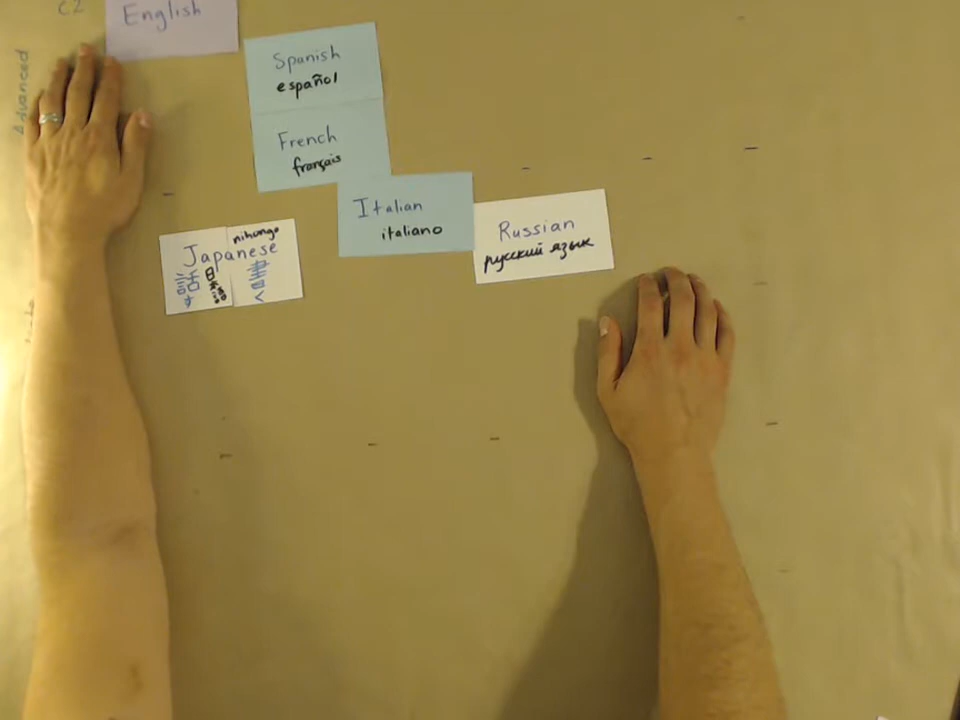 C2
English
Advanced
Spanish
español
French
français
Italian
italiano
Russian
русский язык
nihongo
Japanese